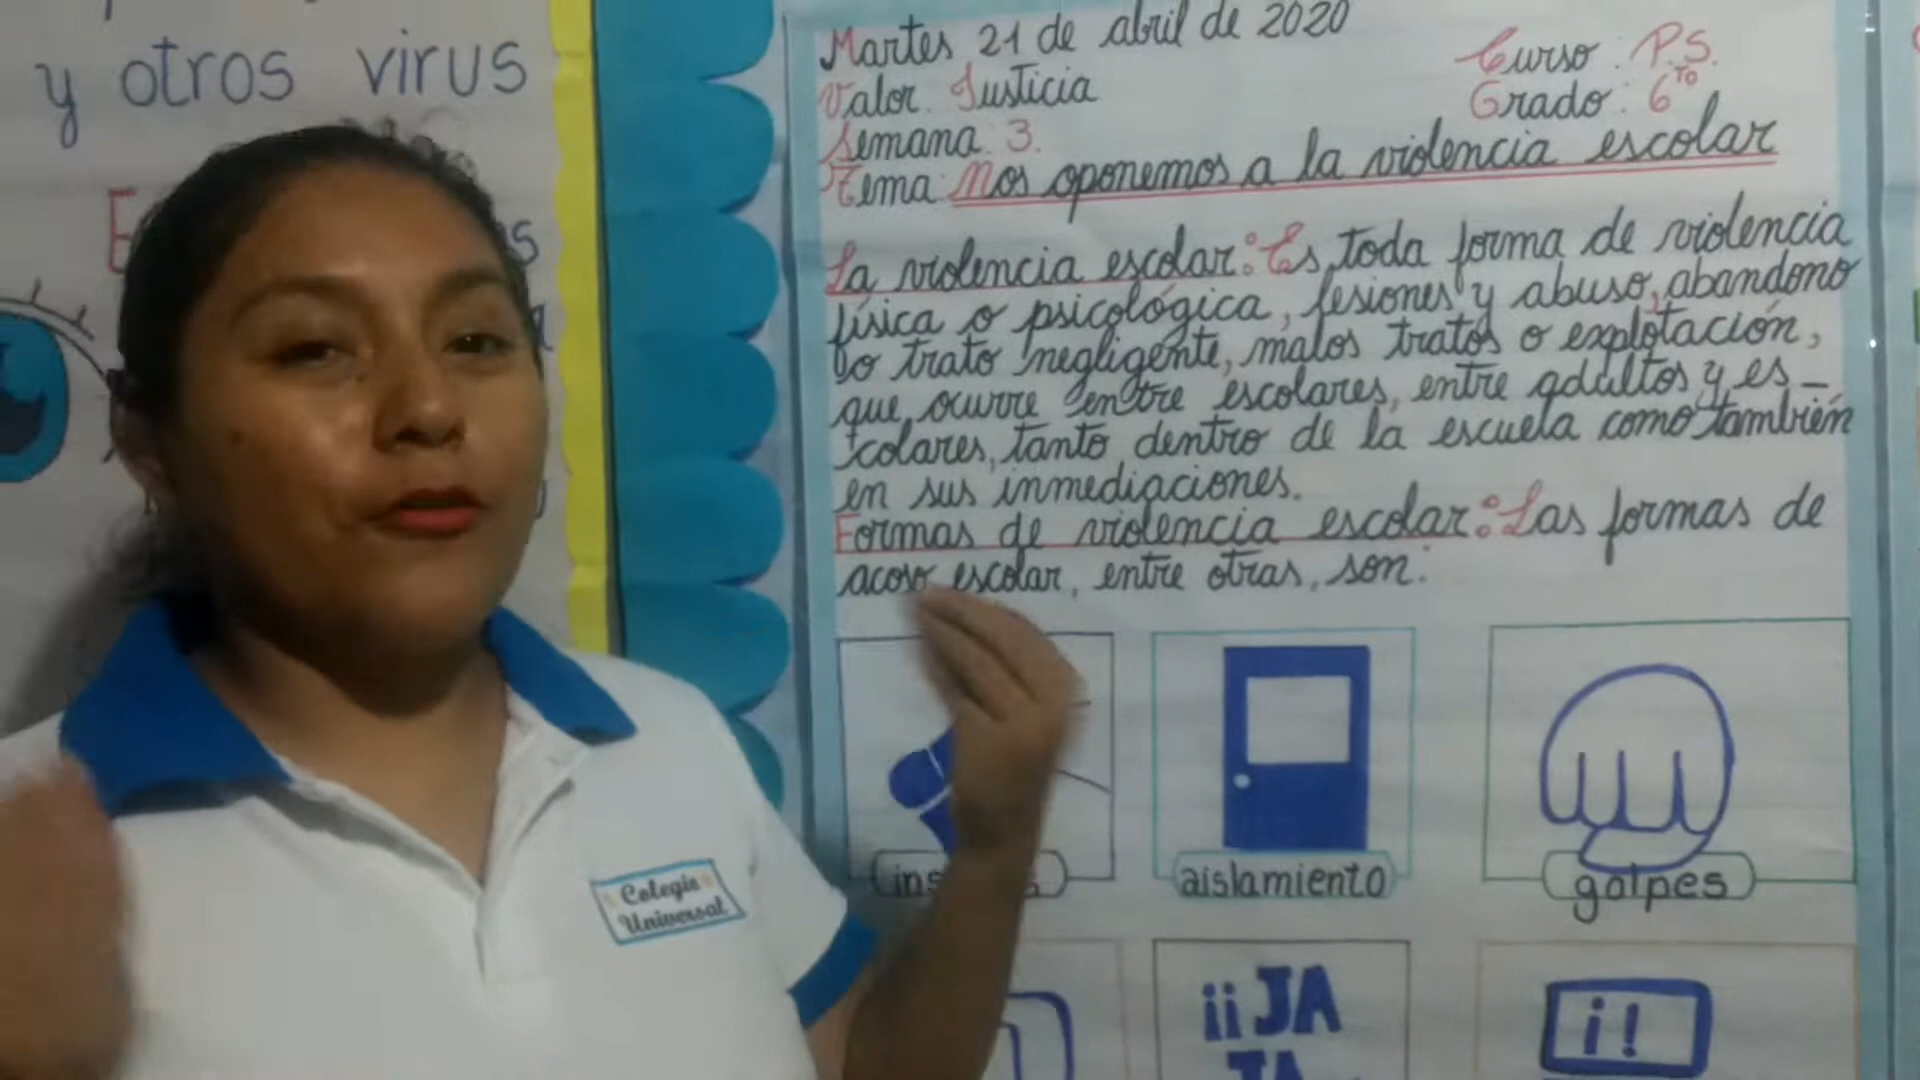 y otros virus
Martes 21 de abril de 2020
Curso: P.S.
Valor: Justicia
Grado: 6to
Semana: 3.
Tema: Nos oponemos a la violencia escolar
La violencia escolar: Es toda forma de violencia
física o psicológica, lesiones y abuso, abandono
o trato negligente, malos tratos o explotación,
que ocurre entre escolares, entre adultos y es_
colares, tanto dentro de la escuela como también
en sus inmediaciones.
Formas de violencia escolar: Las formas de
acoso escolar, entre otras, son:
aislamiento
golpes
Colegio
Universal
¡¡JA
JA
¡!